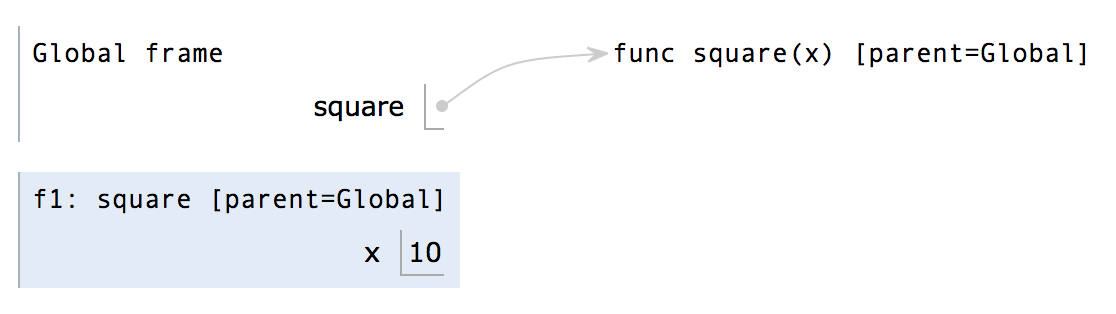 Global frame
func square(x) [parent=Global]
square
f1: square [parent=Global]
x 10